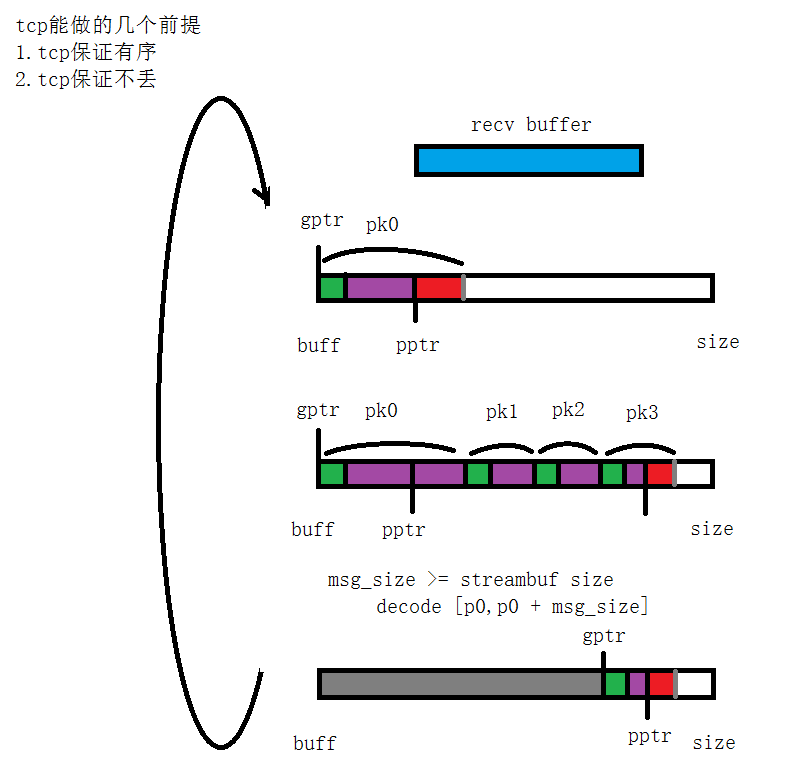 tcp能做的几个前提
1.tcp保证有序
2.tcp保证不丢
recv buffer
gptr pk0
buff pptr size
gptr pk0 pk1 pk2 pk3
buff pptr size
msg_size >= streambuf size
decode [p0,p0 + msg_size]
gptr
buff pptr size